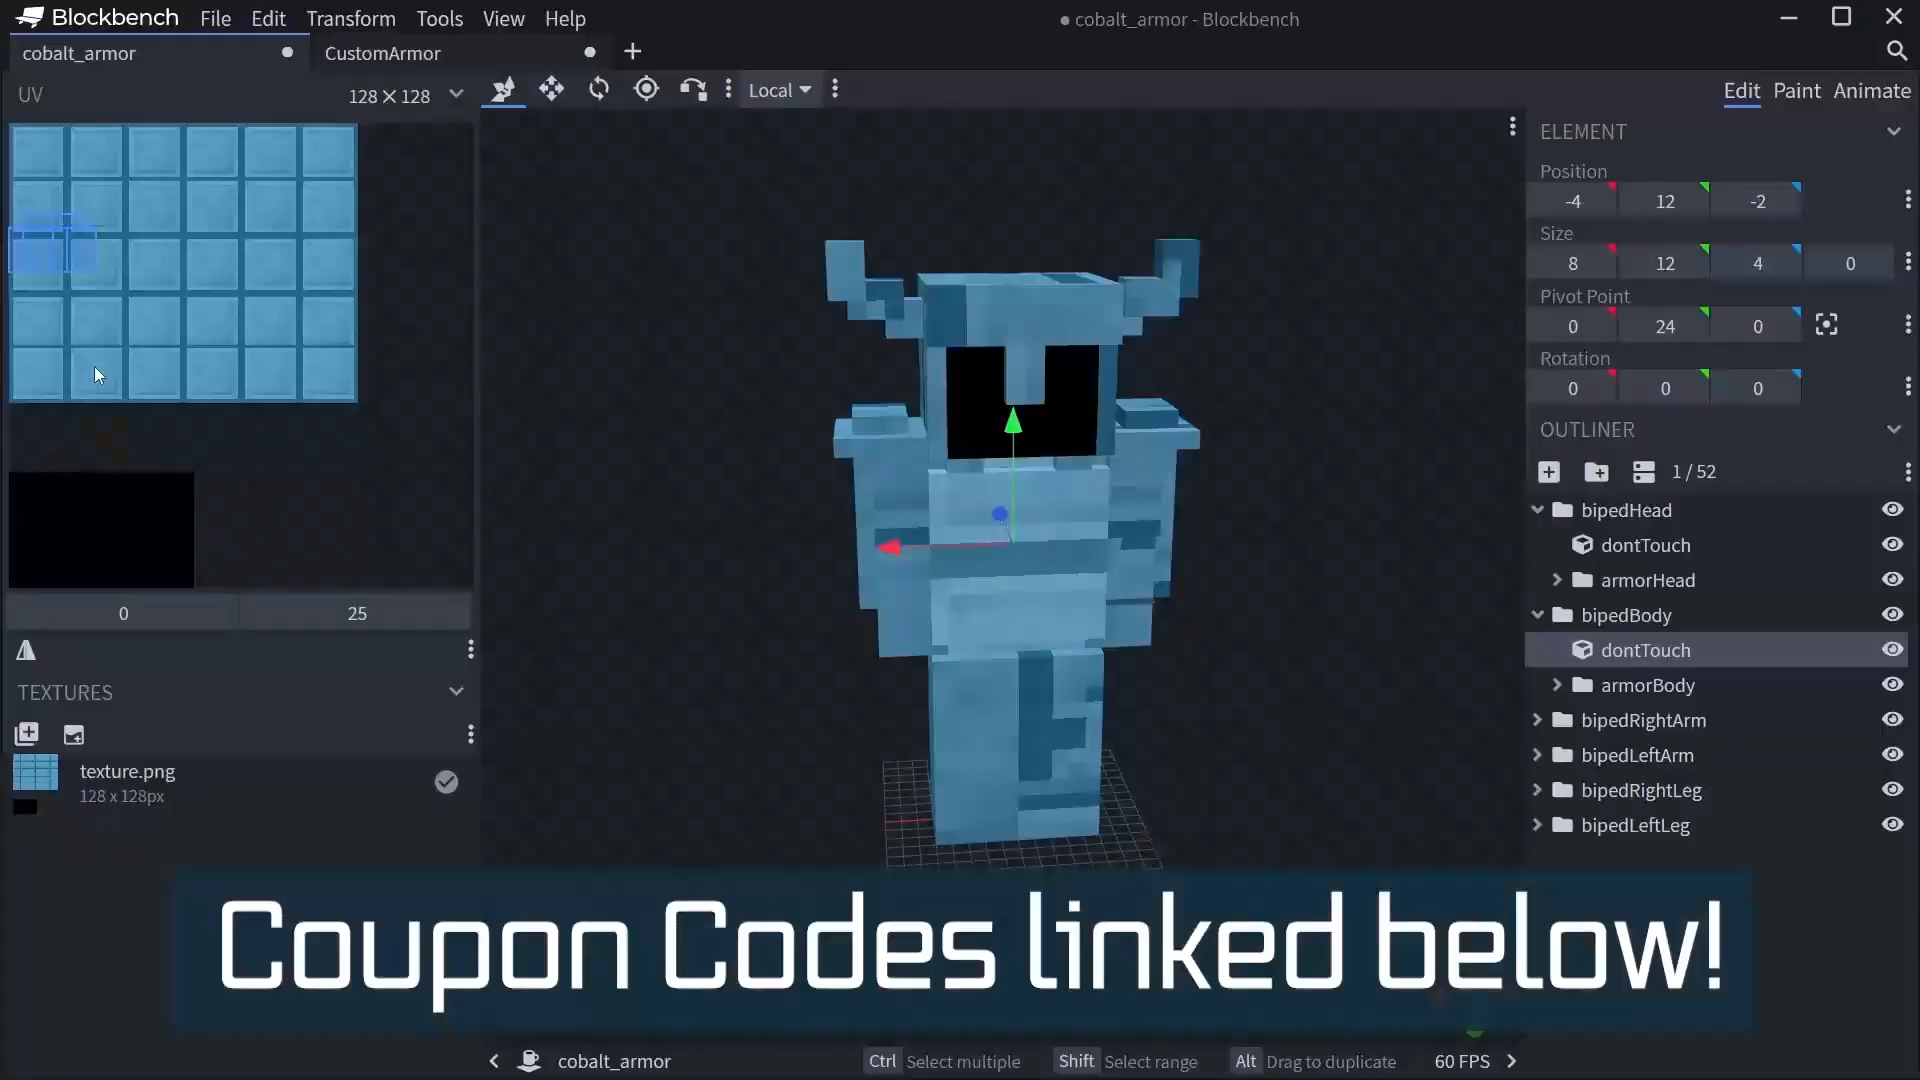 Blockbench File Edit Transform Tools View Help
cobalt_armor - Blockbench
cobalt_armor CustomArmor
UV 128 × 128
Local
Edit Paint Animate
ELEMENT
Position
-4 12 -2
Size
8 12 4 0
Pivot Point
0 24 0
Rotation
0 0 0
OUTLINER
1 / 52
bipedHead
dontTouch
armorHead
bipedBody
dontTouch
armorBody
bipedRightArm
bipedLeftArm
bipedRightLeg
bipedLeftLeg
0 25
TEXTURES
texture.png
128 x 128px
Coupon Codes linked below!
cobalt_armor
Ctrl Select multiple Shift Select range Alt Drag to duplicate 60 FPS